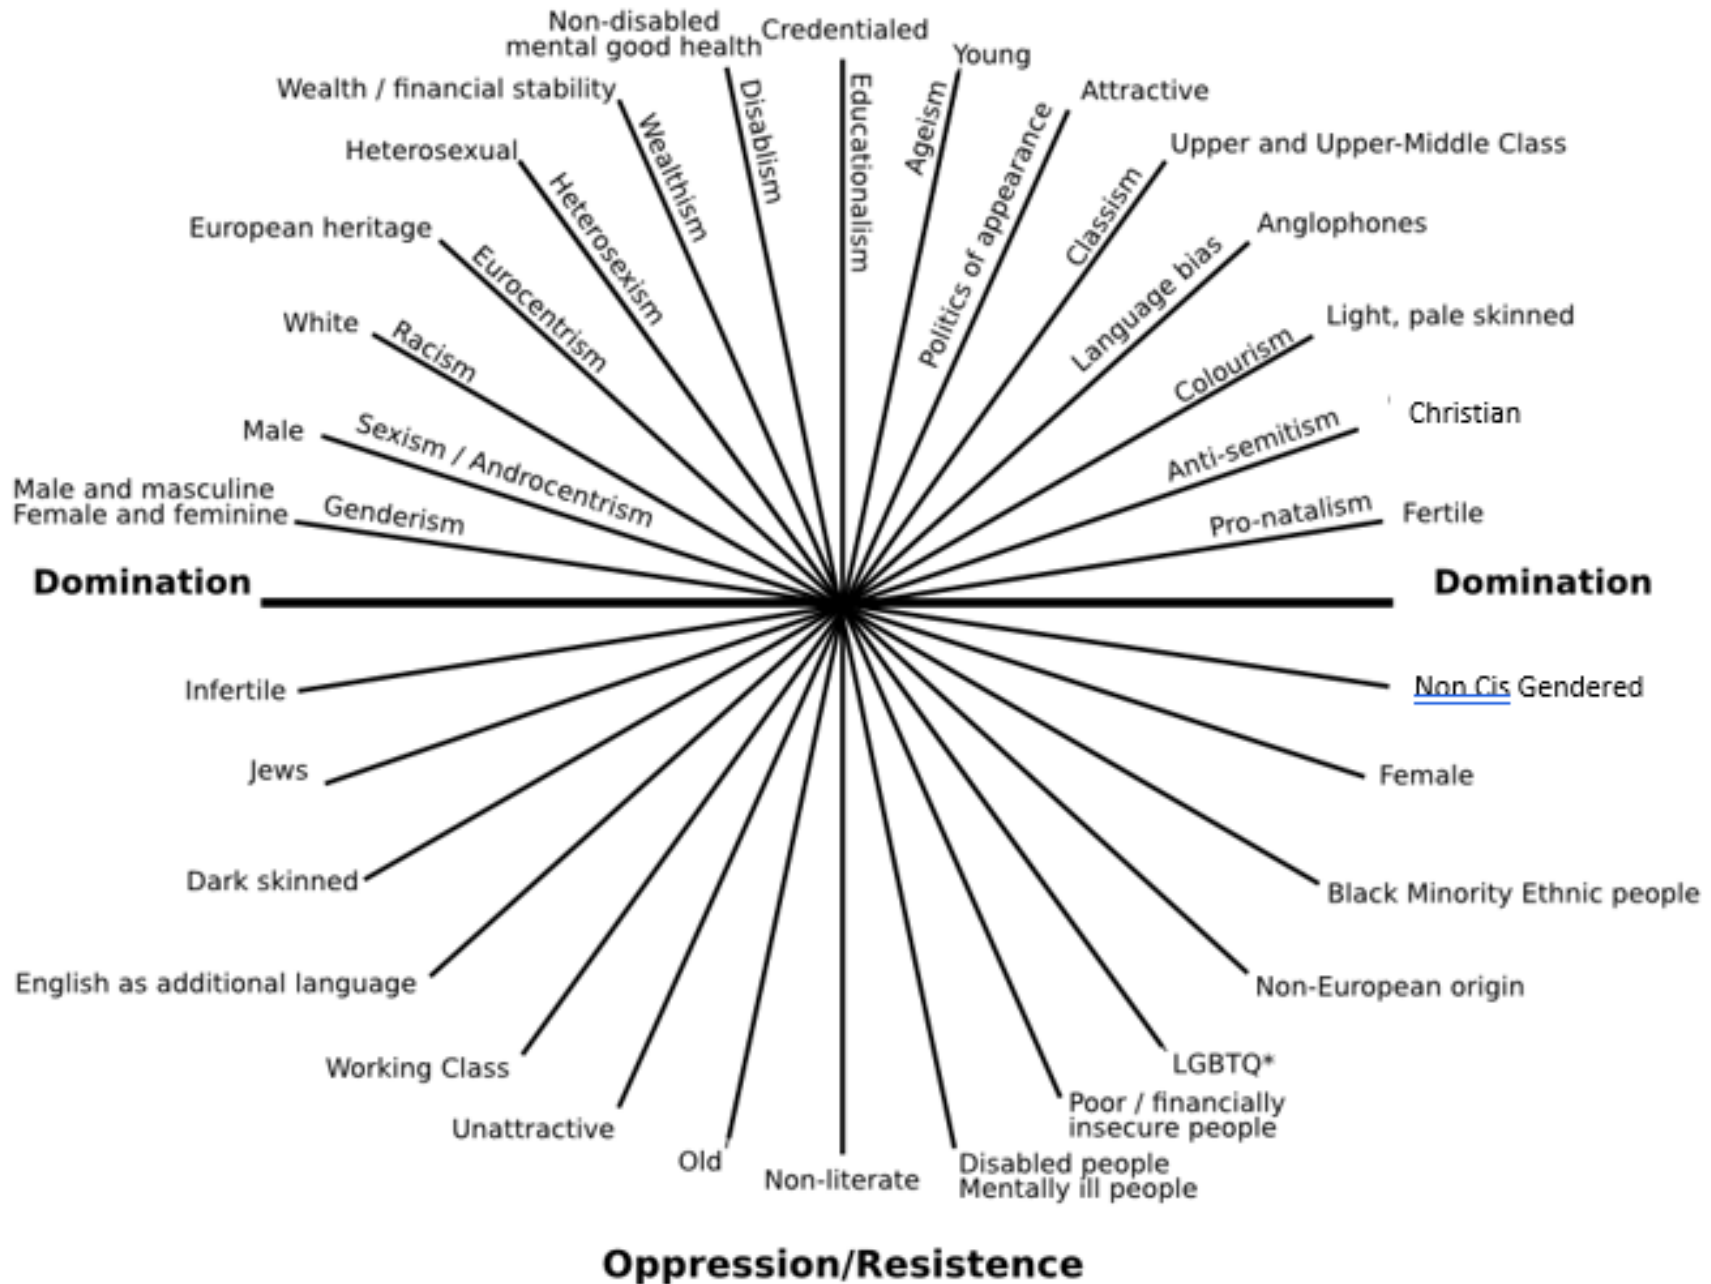 Non-disabled
mental good health
Credentialed
Young
Wealth / financial stability
Attractive
Heterosexual
Upper and Upper-Middle Class
European heritage
Anglophones
White
Light, pale skinned
Male
Christian
Male and masculine
Female and feminine
Fertile
Genderism
Sexism / Androcentrism
Racism
Eurocentrism
Heterosexism
Wealthism
Disablism
Educationalism
Ageism
Politics of appearance
Classism
Language bias
Colourism
Anti-semitism
Pro-natalism
Domination
Domination
Infertile
Non Cis Gendered
Jews
Female
Dark skinned
Black Minority Ethnic people
English as additional language
Non-European origin
Working Class
LGBTQ*
Unattractive
Poor / financially
insecure people
Old
Non-literate
Disabled people
Mentally ill people
Oppression/Resistence